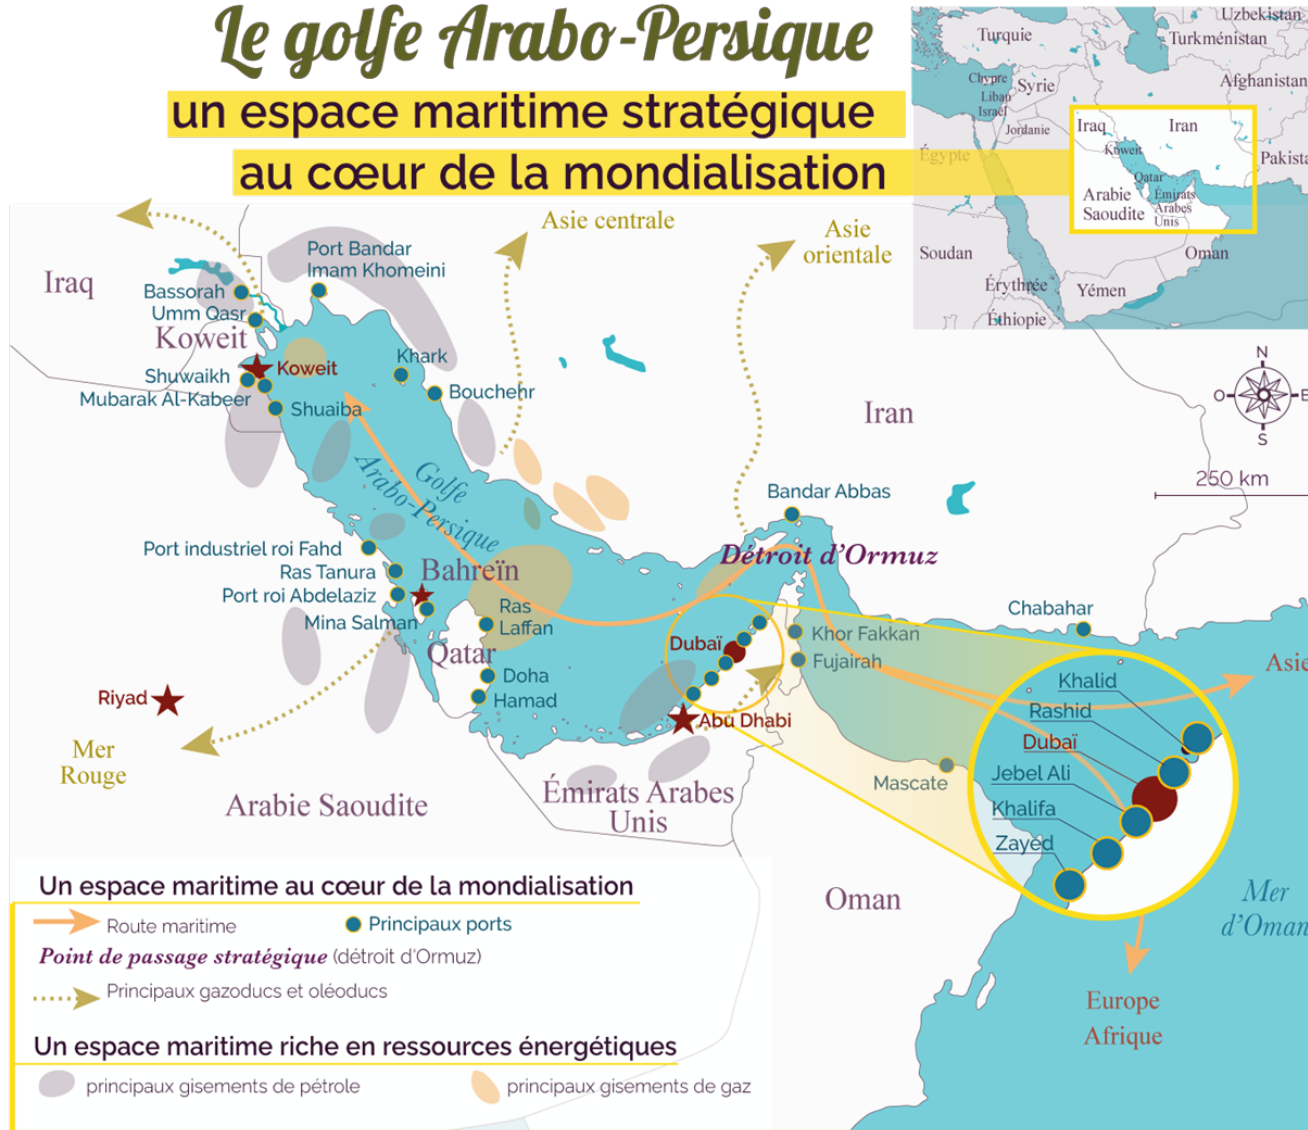 Le golfe Arabo-Persique
un espace maritime stratégique
au cœur de la mondialisation
Ouzbekistan
Turquie
Turkménistan
Chypre
Syrie
Afghanistan
Liban
Israël
Jordanie
Iraq
Iran
Koweit
Égypte
Pakista
Qatar
Arabie
Saoudite
Émirats
Arabes
Unis
Soudan
Oman
Érythrée
Yémen
Éthiopie
Asie centrale
Asie
orientale
Iraq
Port Bandar
Imam Khomeini
Bassorah
Umm Qasr
Koweit
Koweit
Khark
Shuwaikh
Mubarak Al-Kabeer
Bouchehr
Shuaiba
Iran
N
O
E
S
250 km
Golfe
Arabo-Persique
Bandar Abbas
Détroit d'Ormuz
Port industriel roi Fahd
Ras Tanura
Bahreïn
Port roi Abdelaziz
Mina Salman
Ras
Laffan
Chabahar
Dubaï
Khor Fakkan
Fujairah
Qatar
Doha
Hamad
Riyad
Abu Dhabi
Asie
Khalid
Rashid
Dubaï
Jebel Ali
Khalifa
Zayed
Mer
Rouge
Mascate
Arabie Saoudite
Émirats Arabes
Unis
Oman
Mer
d'Oman
Europe
Afrique
Un espace maritime au cœur de la mondialisation
Route maritime
Principaux ports
Point de passage stratégique (détroit d'Ormuz)
Principaux gazoducs et oléoducs
Un espace maritime riche en ressources énergétiques
principaux gisements de pétrole
principaux gisements de gaz